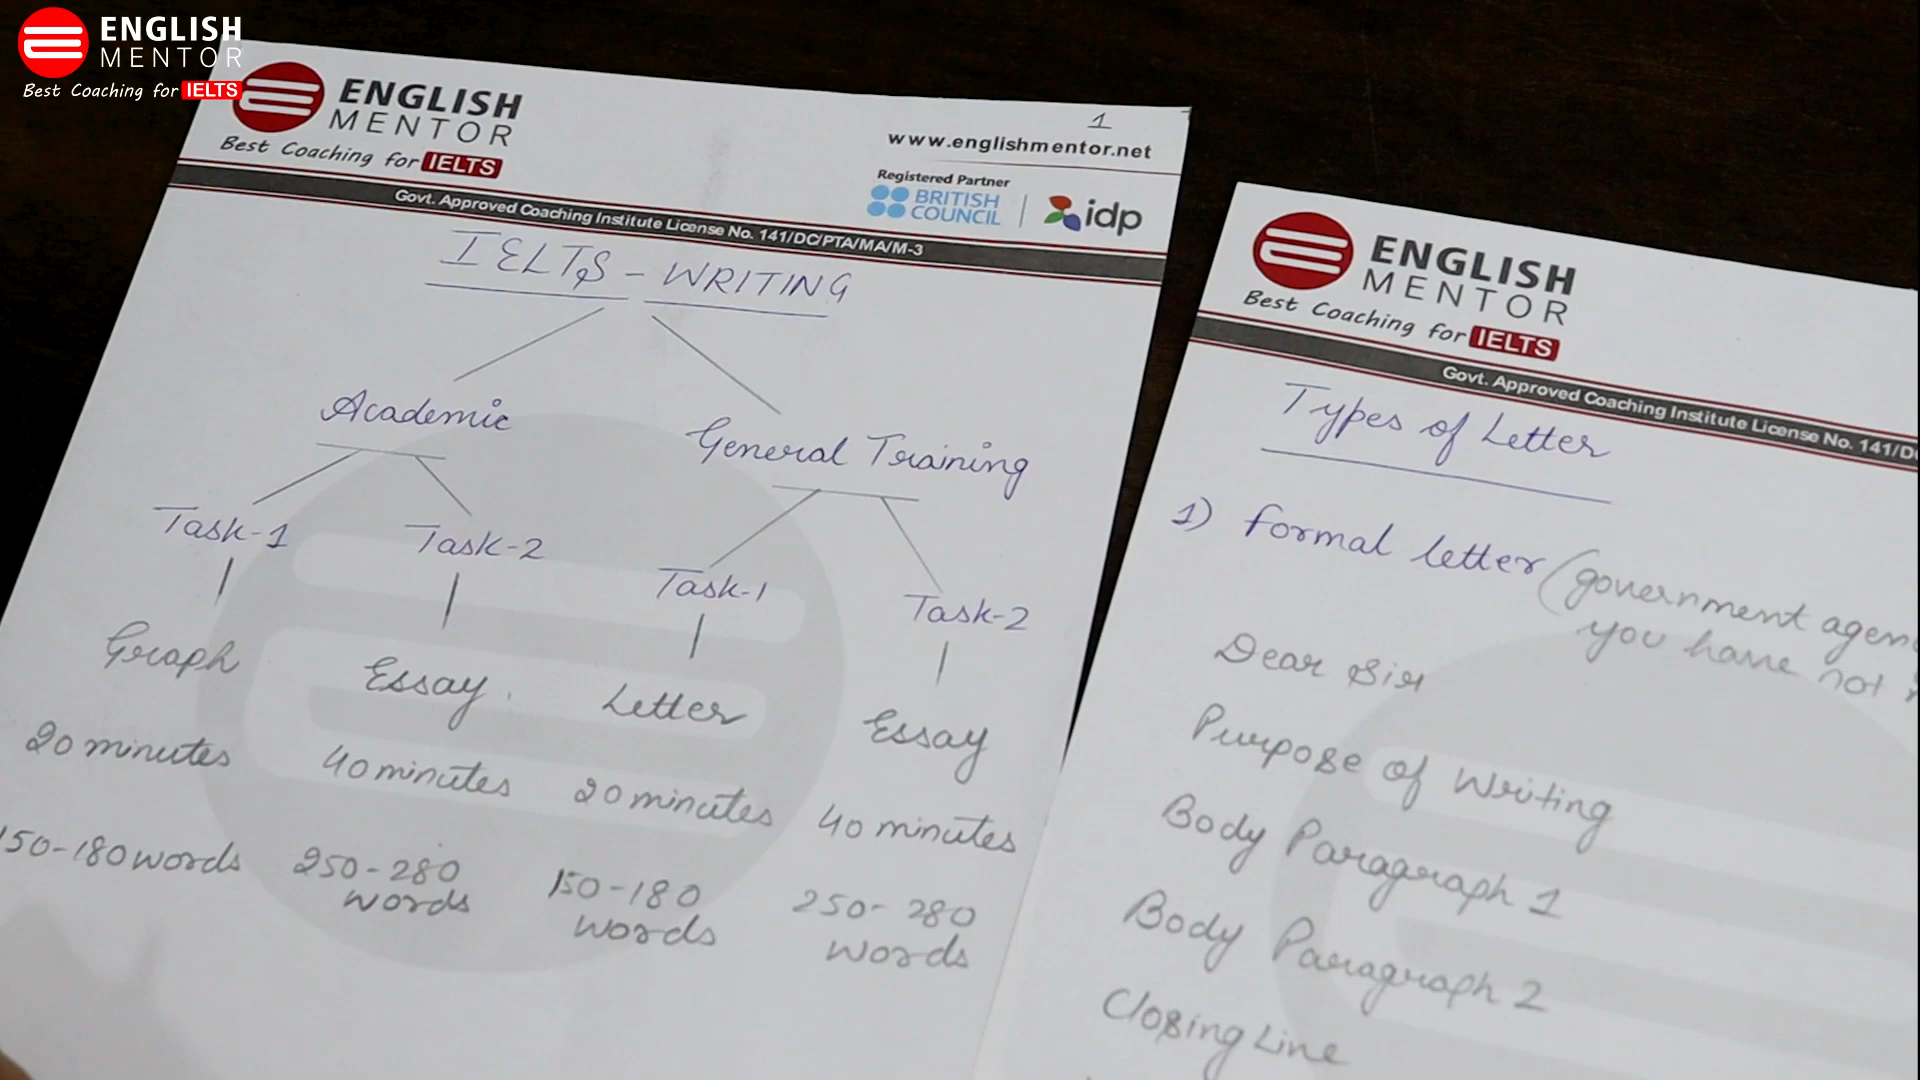 ENGLISH
MENTOR
Best Coaching for IELTS
ENGLISH
MENTOR
Best Coaching for IELTS
1
www.englishmentor.net
Registered Partner
BRITISH
COUNCIL
idp
Govt. Approved Coaching Institute License No. 141/DC/PTA/MA/M-3
IELTS - WRITING
Academic
General Training
Task-1
Task-2
Task-1
Task-2
Graph
Essay.
Letter
Essay
20 minutes
40 minutes
20 minutes
40 minutes
150-180 words
250-280
words
150-180
words
250-280
words
ENGLISH
MENTOR
Best Coaching for IELTS
Govt. Approved Coaching Institute License No. 141/D
Types of Letter
1) Formal letter (government agen
you have not
Dear Sir
Purpose of Writing
Body Paragraph 1
Body Paragraph 2
Closing Line